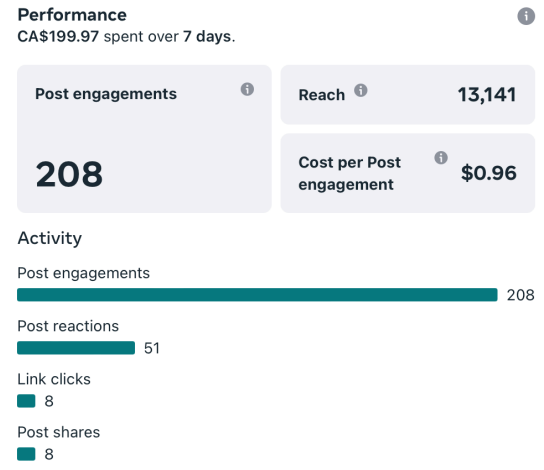 Performance
CA$199.97 spent over 7 days.
Post engagements
208
Reach
13,141
Cost per Post
engagement
$0.96
Activity
Post engagements
208
Post reactions
51
Link clicks
8
Post shares
8